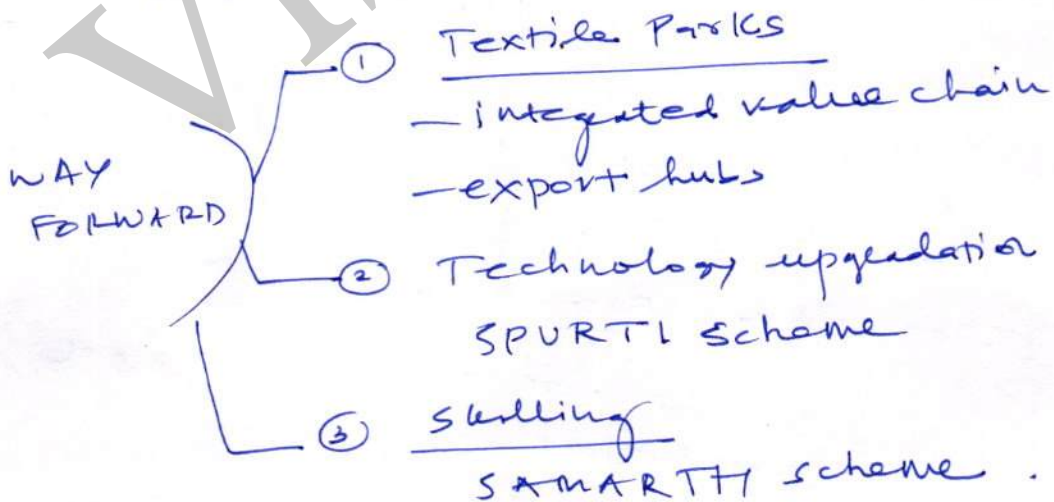 WAY
FORWARD
① Textile Parks
- integrated value chain
- export hubs
② Technology upgradation
SPURTI scheme
③ Skilling
SAMARTH scheme.